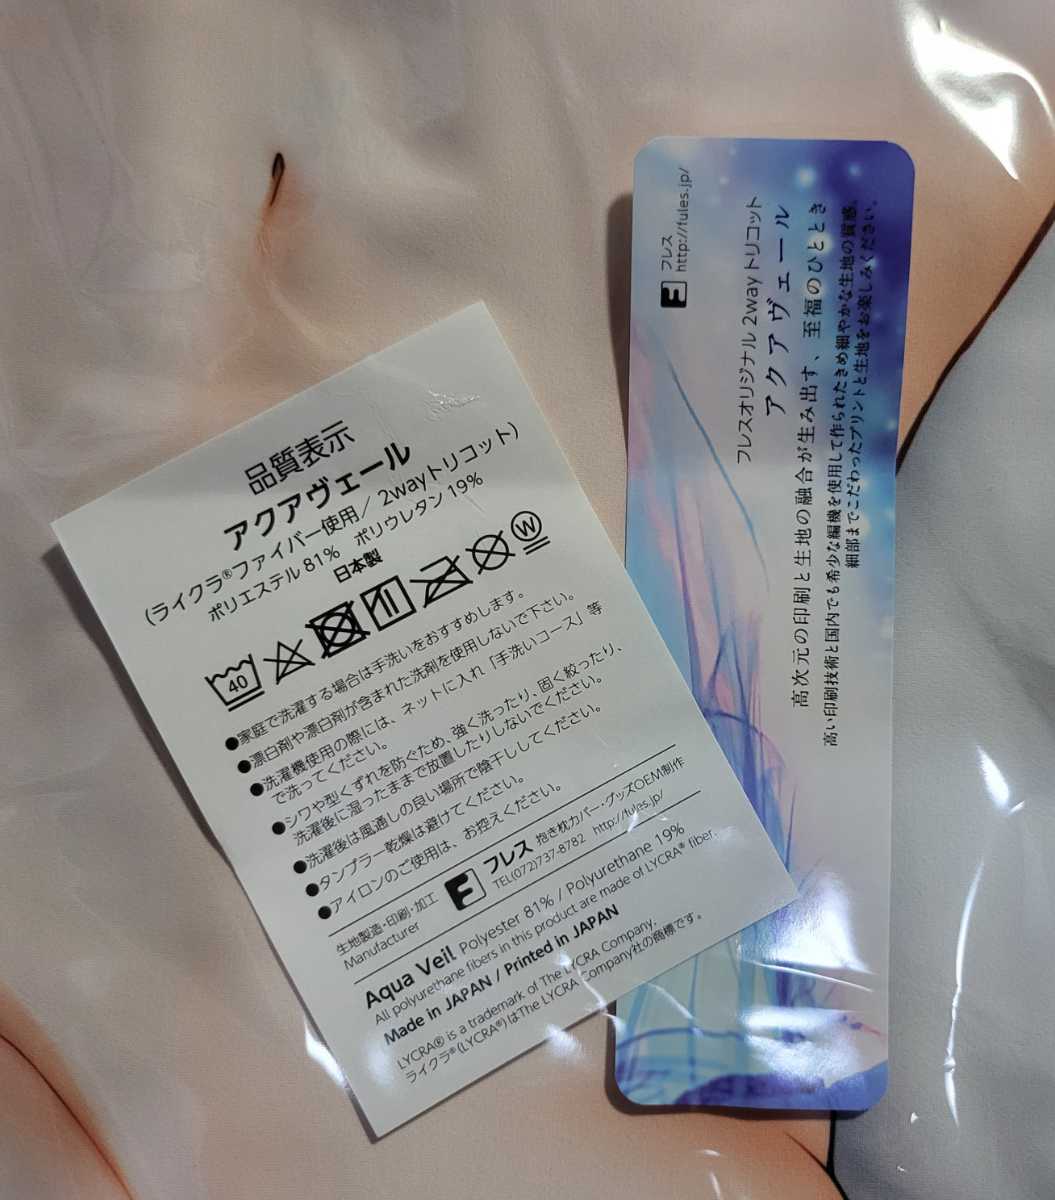 品質表示
アクアヴェール
(ライクラ®ファイバー使用/ 2wayトリコット)
ポリエステル 81% ポリウレタン 19%
日本製
40
W
●家庭で洗濯する場合は手洗いをおすすめします。
●漂白剤や漂白剤が含まれた洗剤を使用しないで下さい。
●洗濯機使用の際には、ネットに入れ「手洗いコース」等
で洗ってください。
●シワや型くずれを防ぐため、強く洗ったり、固く絞ったり、
洗濯後に湿ったままで放置したりしないでください。
●洗濯後は風通しの良い場所で陰干ししてください。
●タンブラー乾燥は避けてください。
●アイロンのご使用は、お控えください。
生地製造・印刷・加工
Manufacturer
F フレス 抱き枕カバー・グッズOEM制作
TEL(072)737-8782 http://fules.jp/
Aqua Veil Polyester 81% / Polyurethane 19%
All polyurethane fibers in this product are made of LYCRA® fiber.
Made in JAPAN / Printed in JAPAN
LYCRA® is a trademark of The LYCRA Company.
ライクラ®(LYCRA®)はThe LYCRA Company社の商標です。
F フレス
http://fules.jp/
フレスオリジナル 2way トリコット
アクアヴェール
高次元の印刷と生地の融合が生み出す、至福のひととき
高い印刷技術と国内でも希少な編機を使用して作られたきめ細やかな生地の質感。
細部までこだわったプリントと生地をお楽しみください。